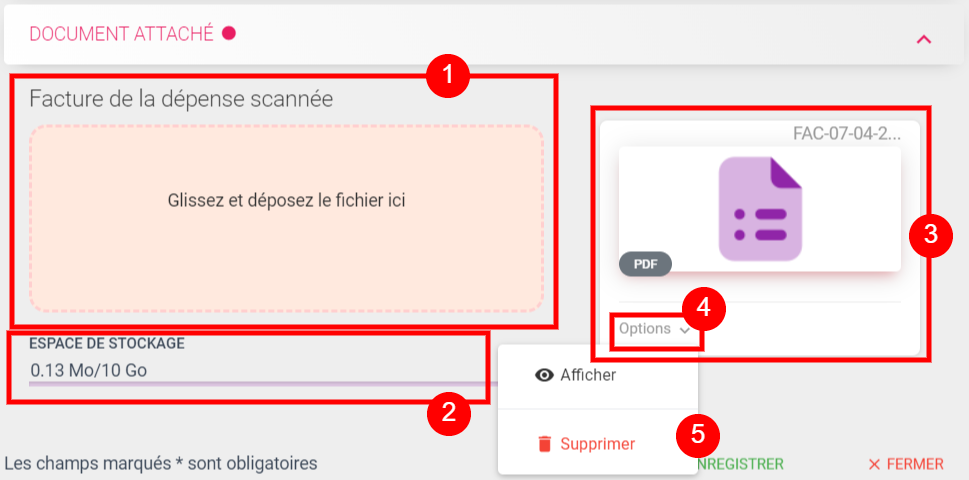 DOCUMENT ATTACHÉ
1
Facture de la dépense scannée
Glissez et déposez le fichier ici
FAC-07-04-2...
3
PDF
4
Options
ESPACE DE STOCKAGE
0.13 Mo/10 Go
2
Afficher
Supprimer
5
Les champs marqués * sont obligatoires
NREGISTRER
FERMER